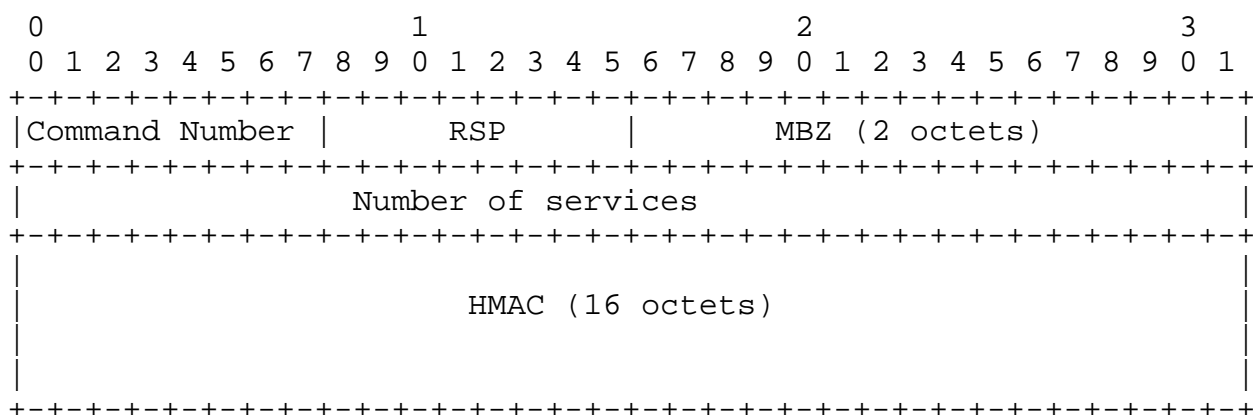 0                   1                   2                   3
0 1 2 3 4 5 6 7 8 9 0 1 2 3 4 5 6 7 8 9 0 1 2 3 4 5 6 7 8 9 0 1
+-+-+-+-+-+-+-+-+-+-+-+-+-+-+-+-+-+-+-+-+-+-+-+-+-+-+-+-+-+-+-+-+
|Command Number |      RSP      |       MBZ (2 octets)          |
+-+-+-+-+-+-+-+-+-+-+-+-+-+-+-+-+-+-+-+-+-+-+-+-+-+-+-+-+-+-+-+-+
|                 Number of services                            |
+-+-+-+-+-+-+-+-+-+-+-+-+-+-+-+-+-+-+-+-+-+-+-+-+-+-+-+-+-+-+-+-+
|                                                               |
|                       HMAC (16 octets)                        |
|                                                               |
|                                                               |
+-+-+-+-+-+-+-+-+-+-+-+-+-+-+-+-+-+-+-+-+-+-+-+-+-+-+-+-+-+-+-+-+